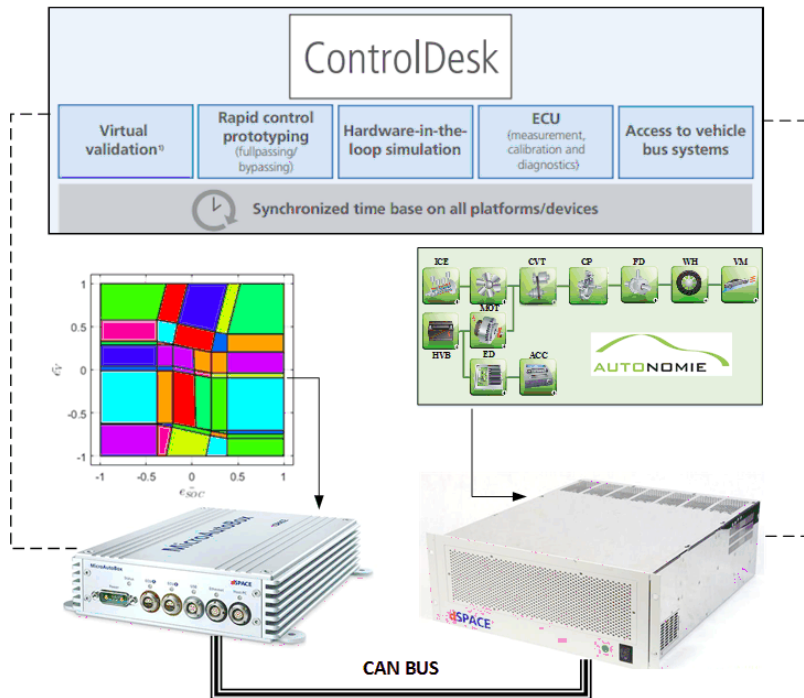 ControlDesk
Virtual
validation¹⁾
Rapid control
prototyping
(fullpassing/
bypassing)
Hardware-in-the-
loop simulation
ECU
(measurement,
calibration and
diagnostics)
Access to vehicle
bus systems
Synchronized time base on all platforms/devices
1
0.5
0
-0.5
-1
-1
-0.5
0
0.5
1
ICE
CVT
CP
FD
WH
VM
MOT
HVB
ED
ACC
AUTONOMIE
MicroAutoBox
MicroAutoBox
dSPACE
dSPACE
CAN BUS